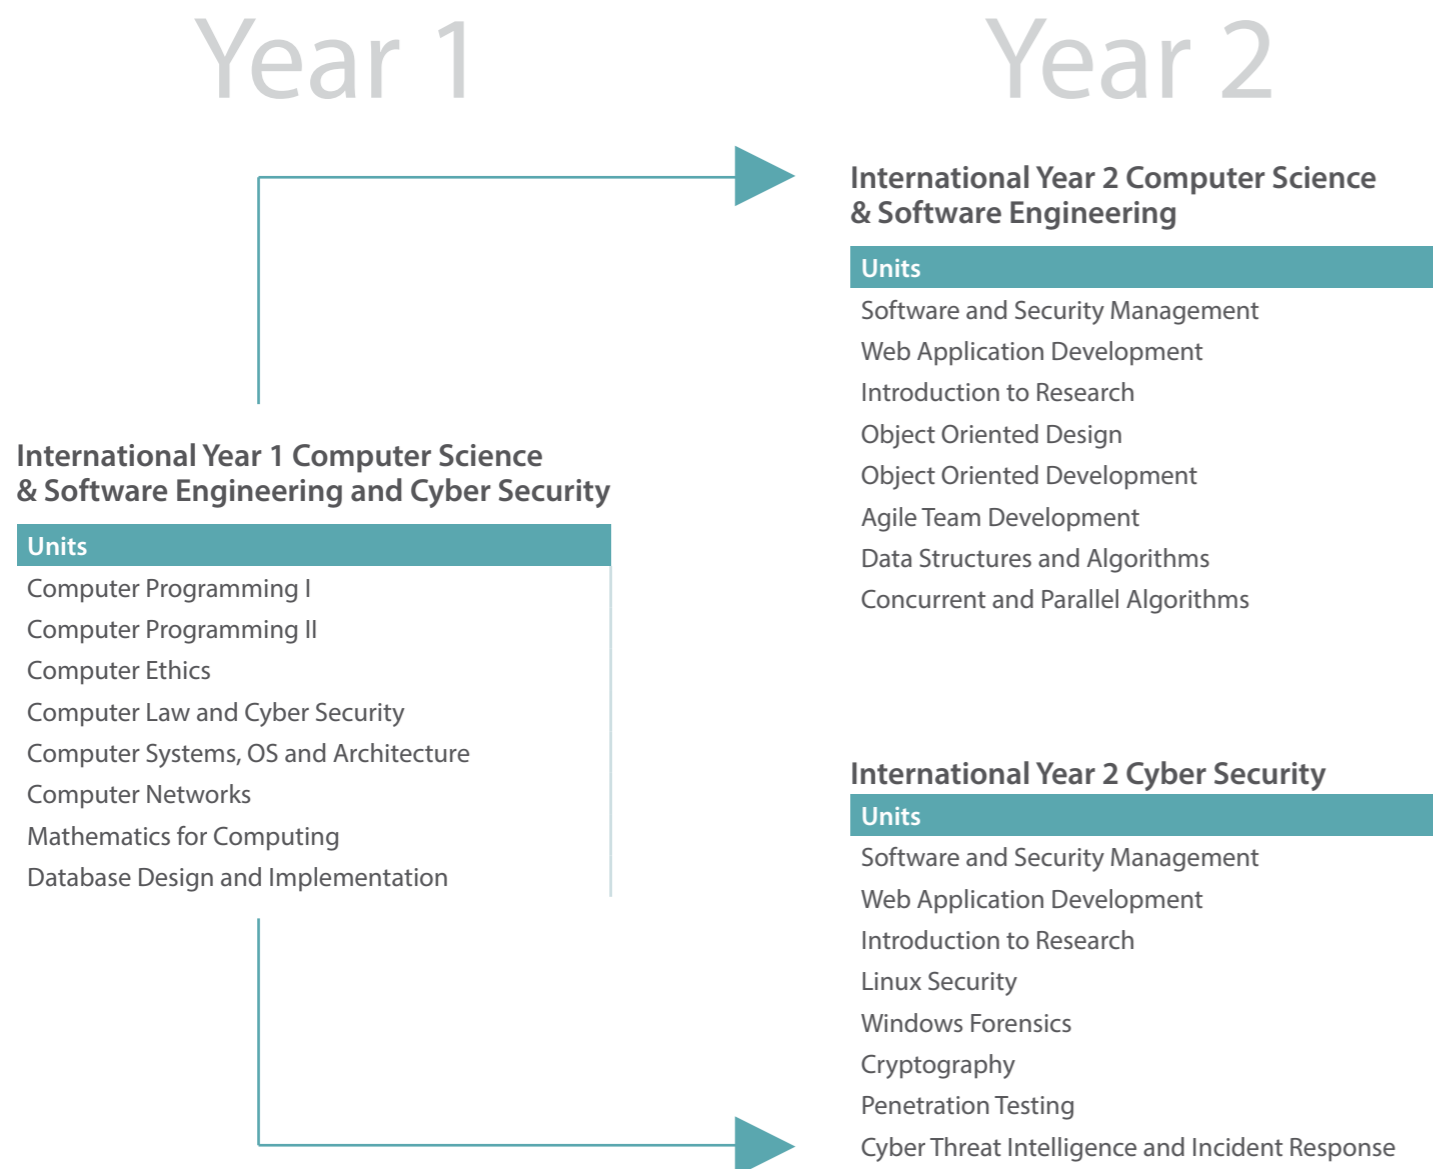 Year 1
Year 2
International Year 1 Computer Science
& Software Engineering and Cyber Security
Units
Computer Programming I
Computer Programming II
Computer Ethics
Computer Law and Cyber Security
Computer Systems, OS and Architecture
Computer Networks
Mathematics for Computing
Database Design and Implementation
International Year 2 Computer Science
& Software Engineering
Units
Software and Security Management
Web Application Development
Introduction to Research
Object Oriented Design
Object Oriented Development
Agile Team Development
Data Structures and Algorithms
Concurrent and Parallel Algorithms
International Year 2 Cyber Security
Units
Software and Security Management
Web Application Development
Introduction to Research
Linux Security
Windows Forensics
Cryptography
Penetration Testing
Cyber Threat Intelligence and Incident Response